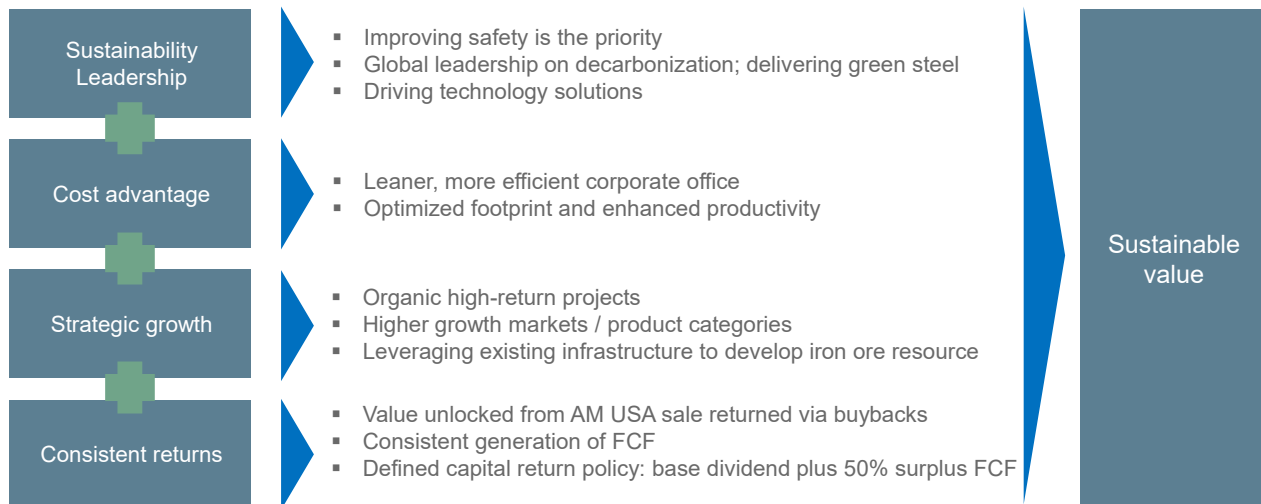 Sustainability
Leadership
▪ Improving safety is the priority
▪ Global leadership on decarbonization; delivering green steel
▪ Driving technology solutions
Cost advantage
▪ Leaner, more efficient corporate office
▪ Optimized footprint and enhanced productivity
Strategic growth
▪ Organic high-return projects
▪ Higher growth markets / product categories
▪ Leveraging existing infrastructure to develop iron ore resource
Consistent returns
▪ Value unlocked from AM USA sale returned via buybacks
▪ Consistent generation of FCF
▪ Defined capital return policy: base dividend plus 50% surplus FCF
Sustainable
value